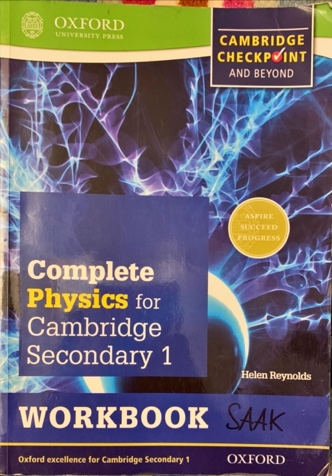 OXFORD
UNIVERSITY PRESS
CAMBRIDGE
CHECKPOINT
AND BEYOND
ASPIRE
SUCCEED
PROGRESS
Complete
Physics for
Cambridge
Secondary 1
Helen Reynolds
WORKBOOK SAAK
Oxford excellence for Cambridge Secondary 1 OXFORD